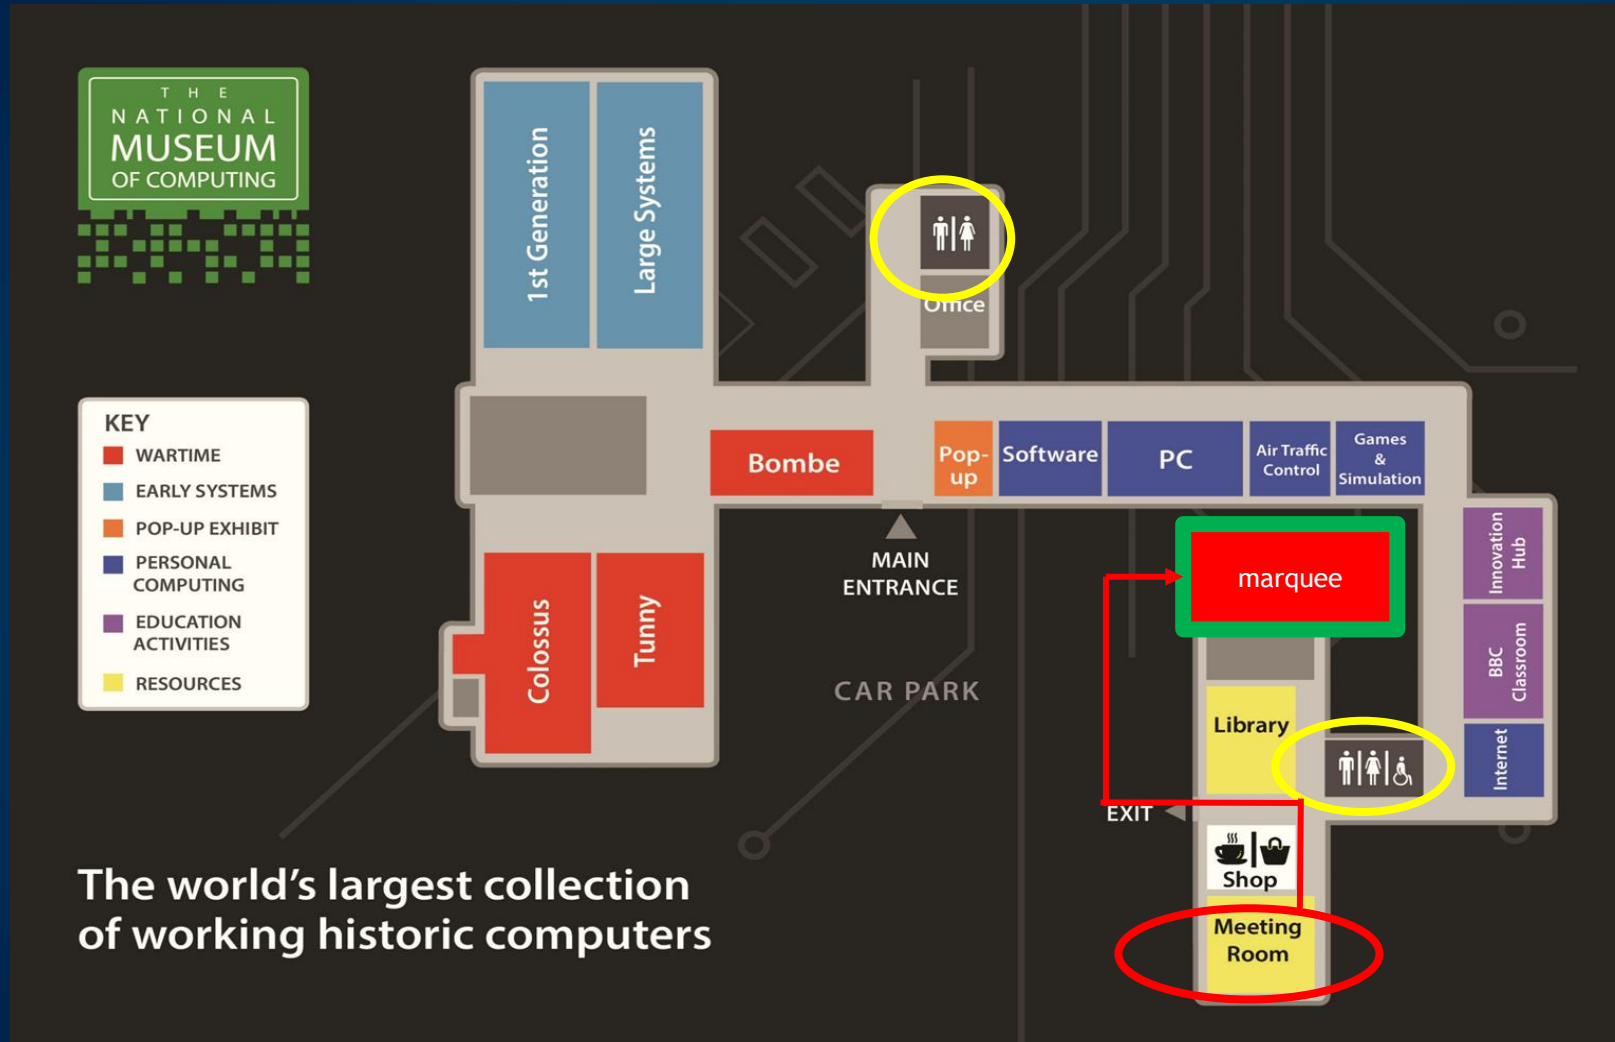 THE
NATIONAL
MUSEUM
OF COMPUTING
KEY
WARTIME
EARLY SYSTEMS
POP-UP EXHIBIT
PERSONAL
COMPUTING
EDUCATION
ACTIVITIES
RESOURCES
1st Generation
Large Systems
Office
Bombe
Pop-
up
Software
PC
Air Traffic
Control
Games
&
Simulation
MAIN
ENTRANCE
marquee
Innovation
Hub
Colossus
Tunny
BBC
Classroom
CAR PARK
Library
Internet
EXIT
Shop
Meeting
Room
The world's largest collection
of working historic computers